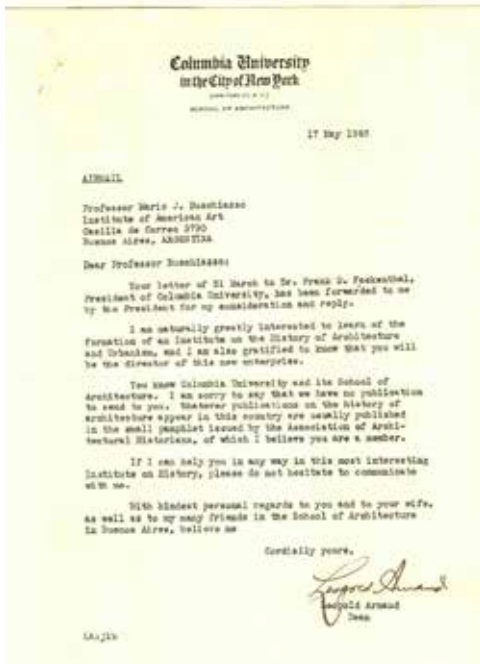 Columbia University
in the City of New York
SCHOOL OF ARCHITECTURE
17 May 
AIRMAIL
Professor Mario J. Buschiazzo
Institute of American Art
Casilla de Correo 3790
Buenos Aires, ARGENTINA
Dear Professor Buschiazzo:
Your letter of 31 March to Dr. Frank D. Fackenthal,
President of Columbia University, has been forwarded to me
by the President for my consideration and reply.
I am naturally greatly interested to learn of the
formation of an Institute on the History of Architecture
and Urbanism, and I am also gratified to know that you will
be the director of this new enterprise.
You know Columbia University and its School of
Architecture. I am sorry to say that we have no publication
to send to you. Whatever publications on the history of
architecture appear in this country are usually published
in the small pamphlet issued by the Association of Archi-
tectural Historians, of which I believe you are a member.
If I can help you in any way in this most interesting
Institute on History, please do not hesitate to communicate
with me.
With kindest personal regards to you and to your wife,
as well as to my many friends in the School of Architecture
in Buenos Aires, believe me
Cordially yours,
Leopold Arnaud
Leopold Arnaud
Dean